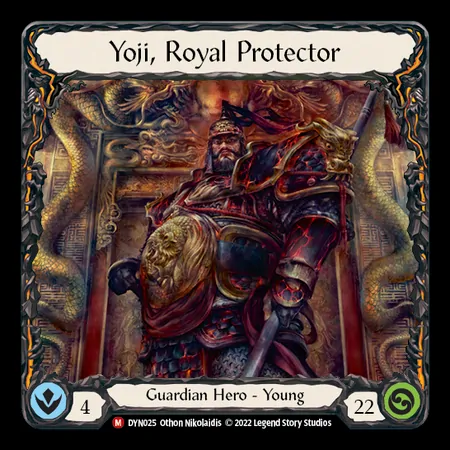 Yoji, Royal Protector
4
Guardian Hero - Young
22
M DYN025 Othon Nikolaidis © 2022 Legend Story Studios